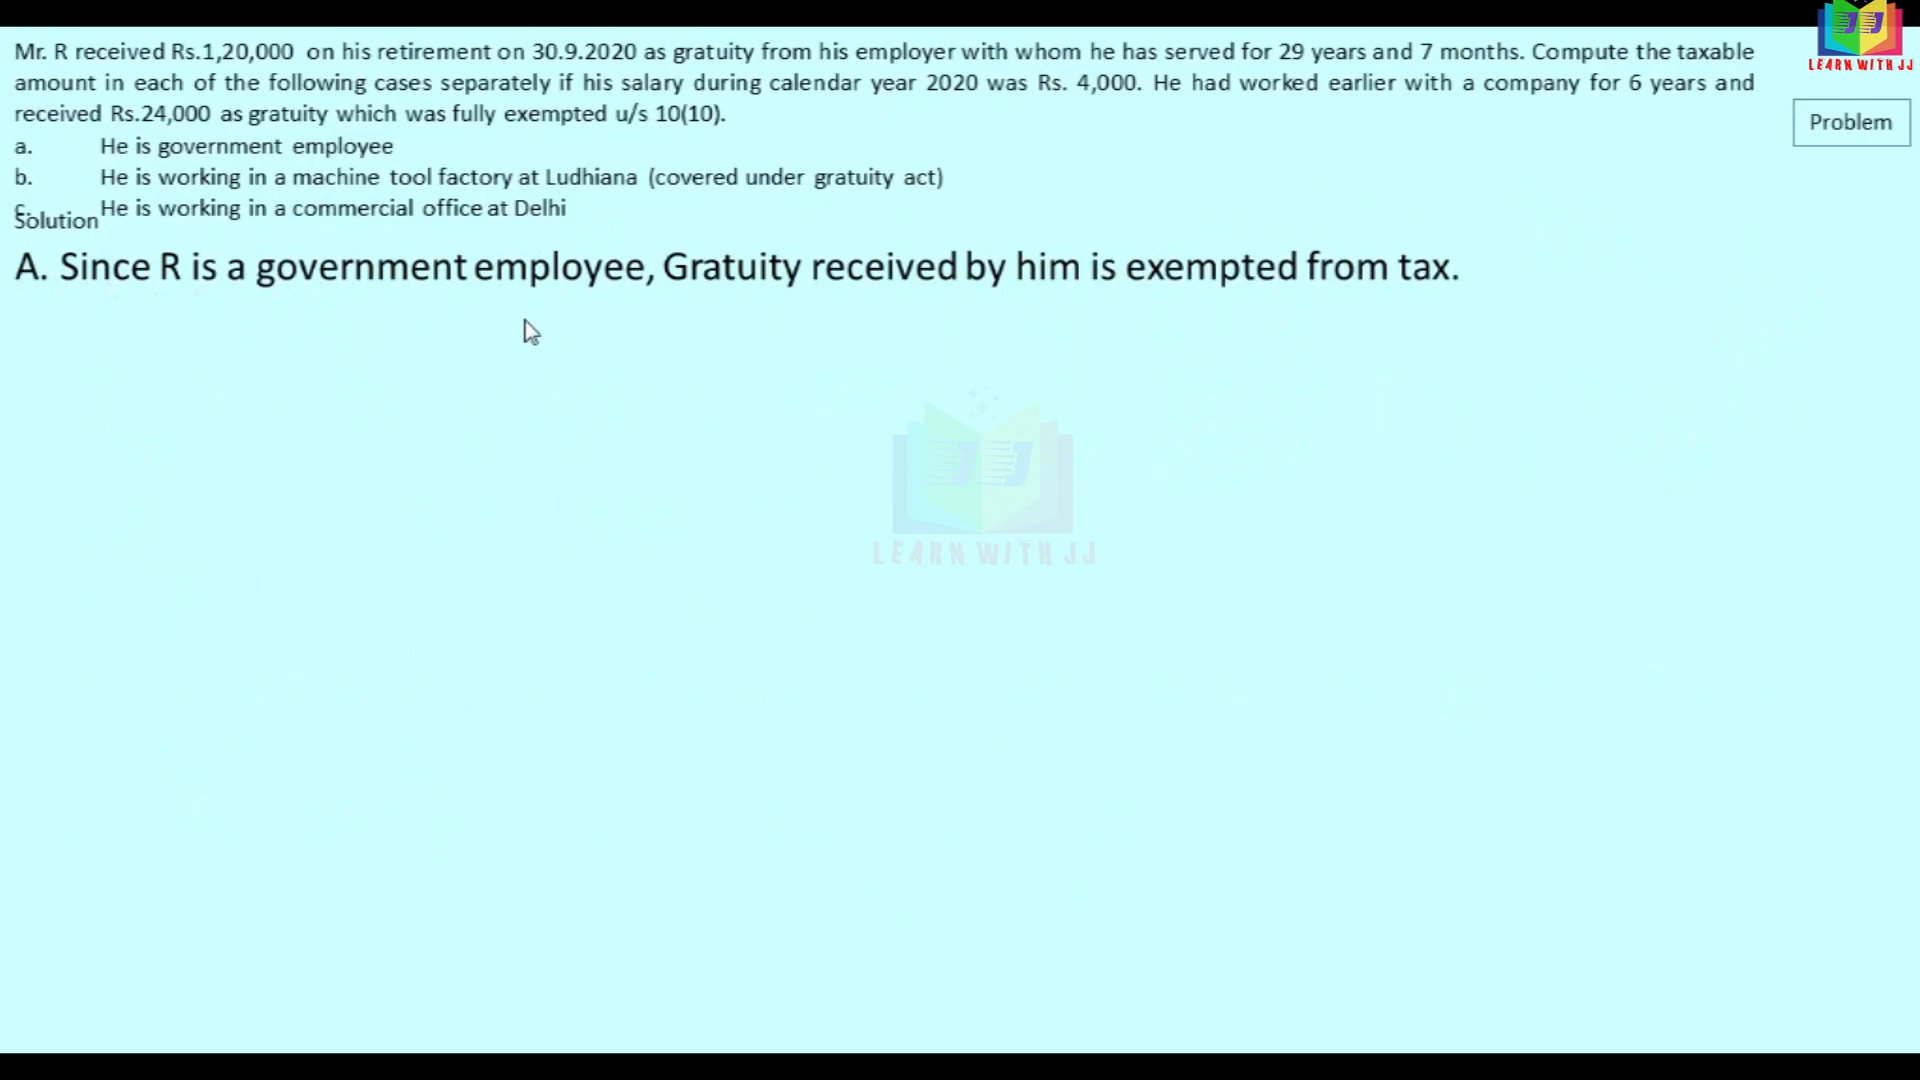 LEARN WITH JJ
Mr. R received Rs.1,20,000 on his retirement on 30.9.2020 as gratuity from his employer with whom he has served for 29 years and 7 months. Compute the taxable
amount in each of the following cases separately if his salary during calendar year 2020 was Rs. 4,000. He had worked earlier with a company for 6 years and
received Rs.24,000 as gratuity which was fully exempted u/s 10(10).
Problem
a. He is government employee
b. He is working in a machine tool factory at Ludhiana (covered under gratuity act)
c. He is working in a commercial office at Delhi
Solution
A. Since R is a government employee, Gratuity received by him is exempted from tax.
JJ
LEARN WITH JJ